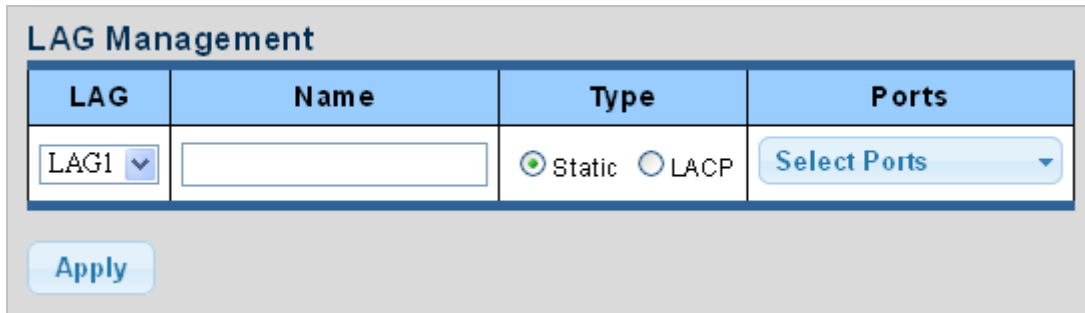 LAG Management
LAG Name Type Ports
LAG1 Static LACP Select Ports
Apply